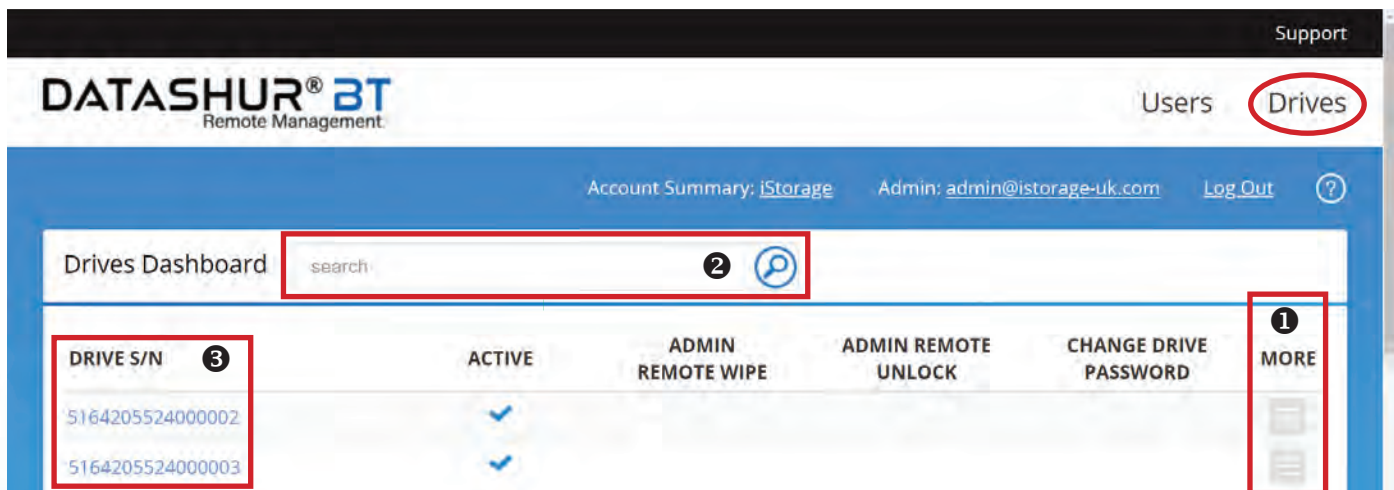 Support
DATASHUR® BT
Remote Management
Users Drives
Account Summary: iStorage Admin: admin@istorage-uk.com Log Out ?
Drives Dashboard search ❷
❶
DRIVE S/N ❸ ACTIVE ADMIN REMOTE WIPE ADMIN REMOTE UNLOCK CHANGE DRIVE PASSWORD MORE
5164205524000002
5164205524000003